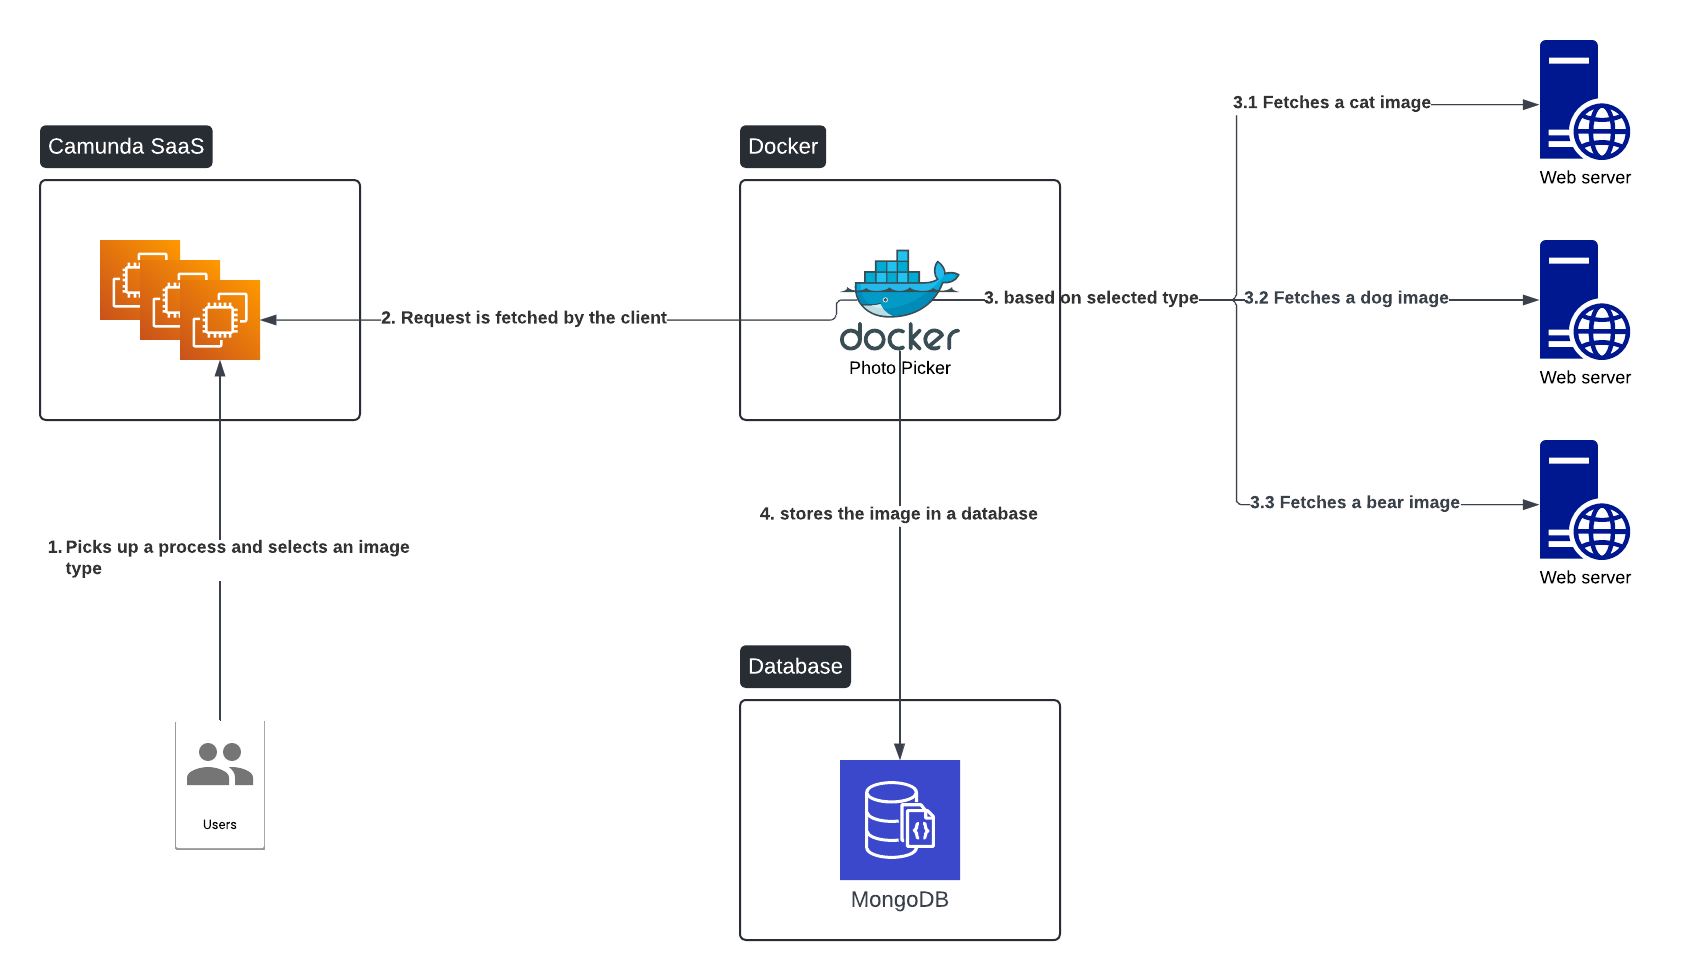 3.1 Fetches a cat image
Camunda SaaS
Docker
Web server
3. based on selected type
3.2 Fetches a dog image
2. Request is fetched by the client
docker
Photo Picker
Web server
3.3 Fetches a bear image
4. stores the image in a database
1. Picks up a process and selects an image
type
Web server
Database
Users
{}
MongoDB